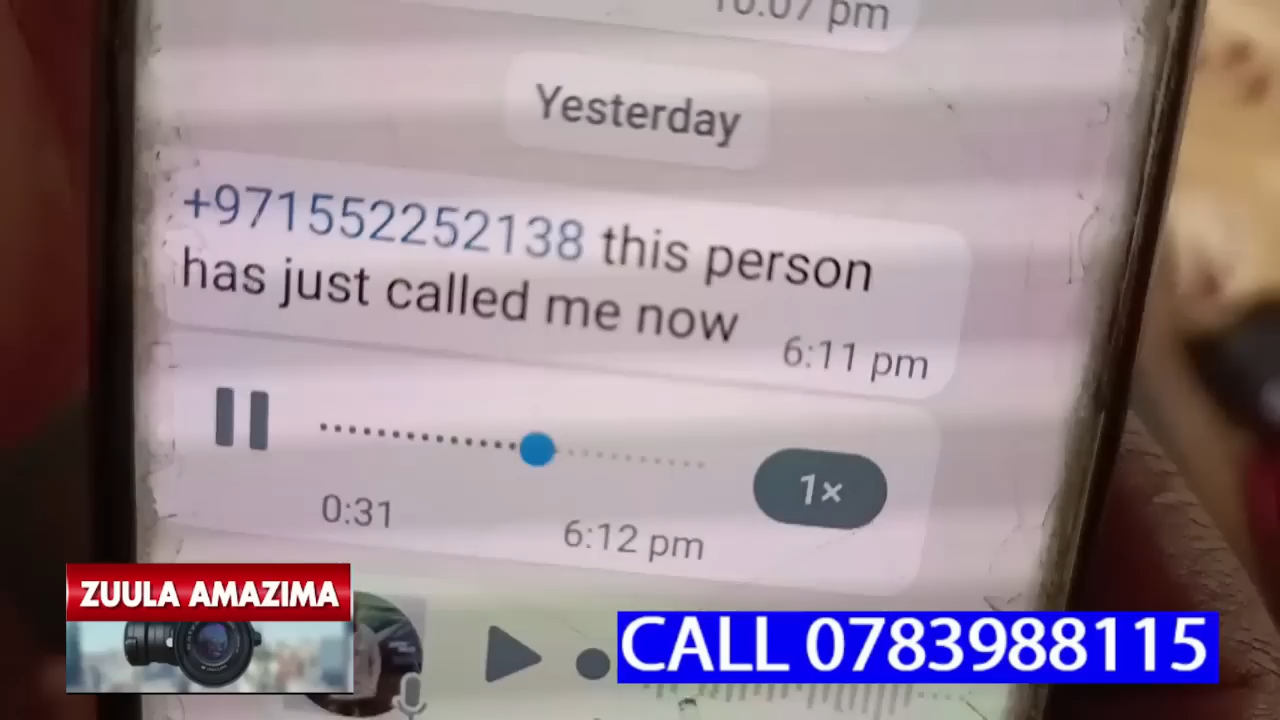 10:07 pm
Yesterday
+971552252138 this person
has just called me now
6:11 pm
1×
0:31
6:12 pm
ZUULA AMAZIMA
CALL 0783988115